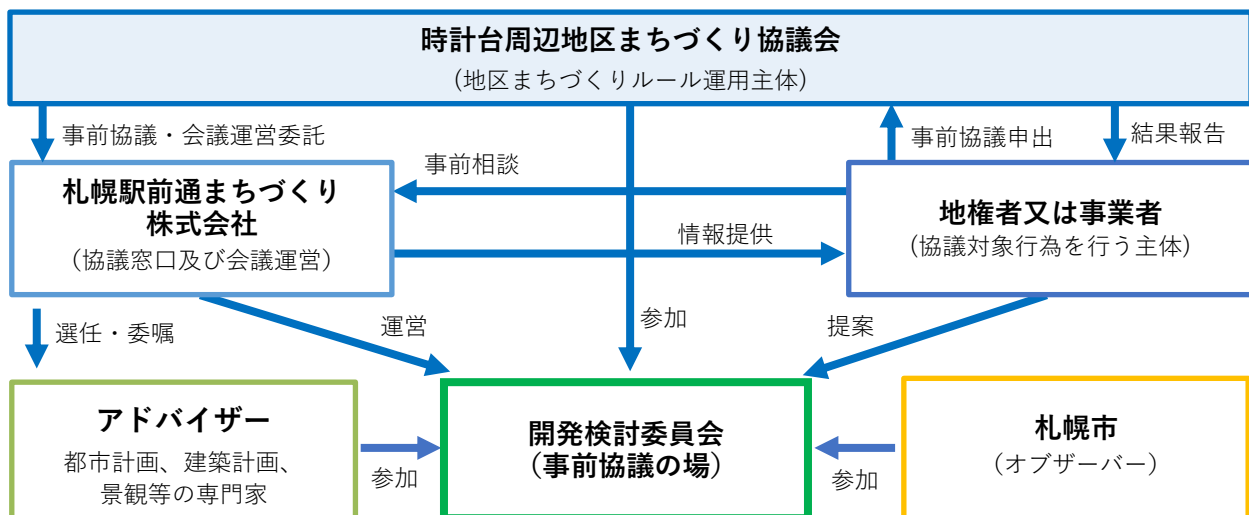 時計台周辺地区まちづくり協議会
（地区まちづくりルール運用主体）
事前協議・会議運営委託
事前協議申出
結果報告
事前相談
札幌駅前通まちづくり
株式会社
（協議窓口及び会議運営）
地権者又は事業者
（協議対象行為を行う主体）
情報提供
選任・委嘱
運営
参加
提案
アドバイザー
都市計画、建築計画、
景観等の専門家
参加
開発検討委員会
（事前協議の場）
参加
札幌市
（オブザーバー）